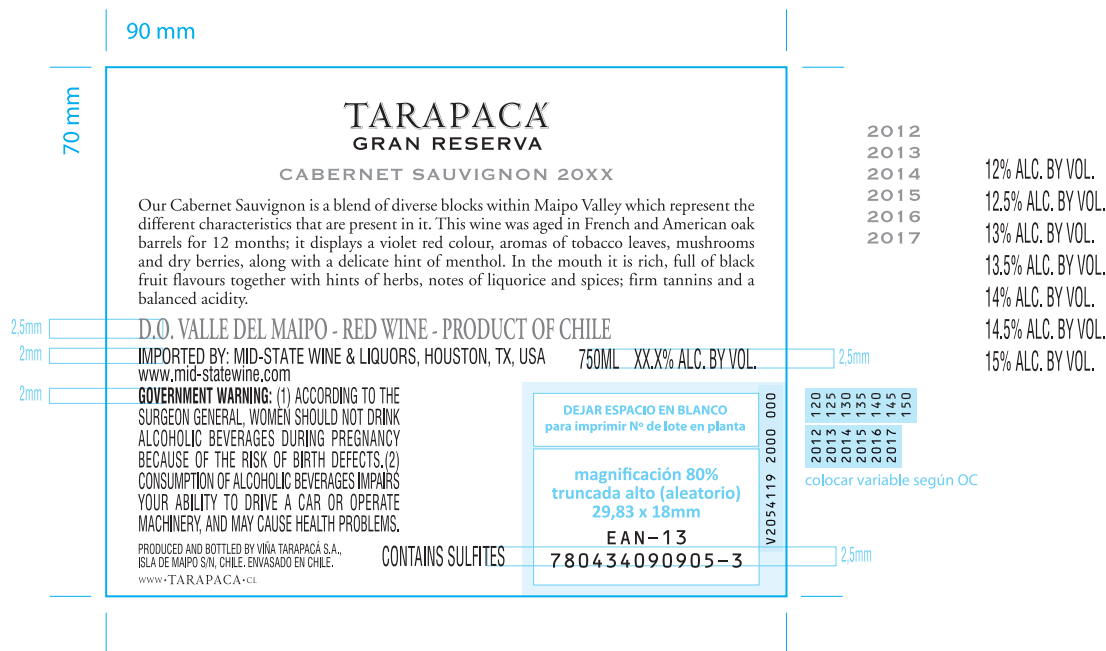 90 mm
70 mm
TARAPACÁ
GRAN RESERVA
CABERNET SAUVIGNON 20XX
Our Cabernet Sauvignon is a blend of diverse blocks within Maipo Valley which represent the
different characteristics that are present in it. This wine was aged in French and American oak
barrels for 12 months; it displays a violet red colour, aromas of tobacco leaves, mushrooms
and dry berries, along with a delicate hint of menthol. In the mouth it is rich, full of black
fruit flavours together with hints of herbs, notes of liquorice and spices; firm tannins and a
balanced acidity.
2,5mm
D.O. VALLE DEL MAIPO - RED WINE - PRODUCT OF CHILE
2mm
IMPORTED BY: MID-STATE WINE & LIQUORS, HOUSTON, TX, USA
www.mid-statewine.com
750ML XX.X% ALC. BY VOL.
2,5mm
2mm
GOVERNMENT WARNING: (1) ACCORDING TO THE
SURGEON GENERAL, WOMEN SHOULD NOT DRINK
ALCOHOLIC BEVERAGES DURING PREGNANCY
BECAUSE OF THE RISK OF BIRTH DEFECTS.(2)
CONSUMPTION OF ALCOHOLIC BEVERAGES IMPAIRS
YOUR ABILITY TO DRIVE A CAR OR OPERATE
MACHINERY, AND MAY CAUSE HEALTH PROBLEMS.
PRODUCED AND BOTTLED BY VIÑA TARAPACÁ S.A.,
ISLA DE MAIPO S/N, CHILE. ENVASADO EN CHILE.
WWW•TARAPACA•CL
CONTAINS SULFITES
2,5mm
DEJAR ESPACIO EN BLANCO
para imprimir Nº de lote en planta
magnificación 80%
truncada alto (aleatorio)
29,83 x 18mm
EAN-13
780434090905-3
V2054119 2000 000
2012
2013
2014
2015
2016
2017
12% ALC. BY VOL.
12.5% ALC. BY VOL.
13% ALC. BY VOL.
13.5% ALC. BY VOL.
14% ALC. BY VOL.
14.5% ALC. BY VOL.
15% ALC. BY VOL.
2012 120
2013 125
2014 130
2015 135
2016 140
2017 145
150
colocar variable según OC